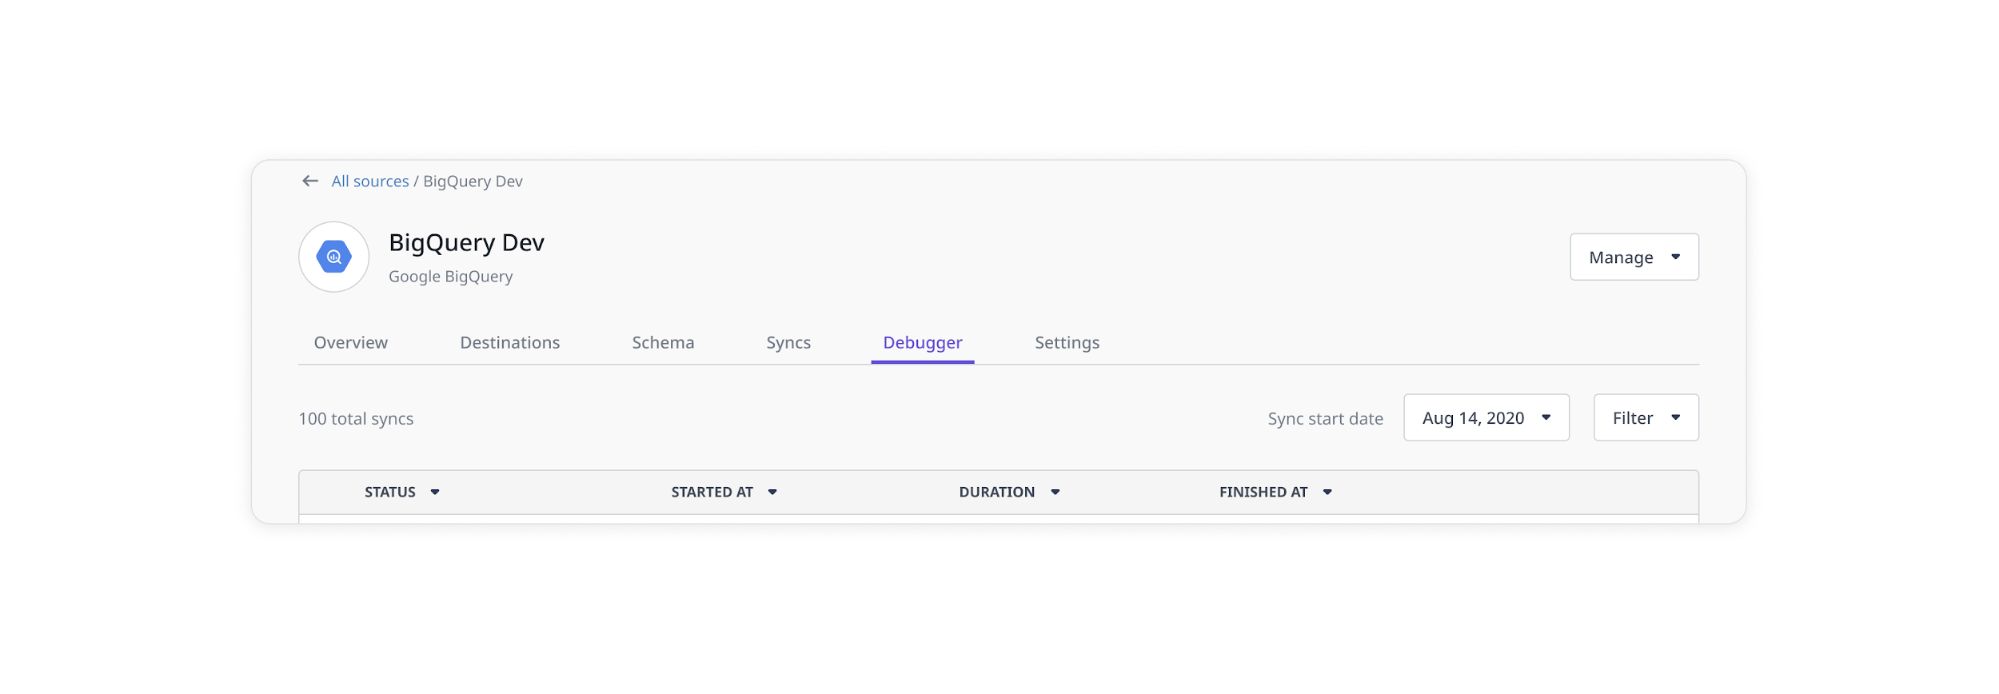 All sources / BigQuery Dev
BigQuery Dev
Google BigQuery
Manage
Overview Destinations Schema Syncs Debugger Settings
100 total syncs Sync start date Aug 14, 2020 Filter
STATUS STARTED AT DURATION FINISHED AT